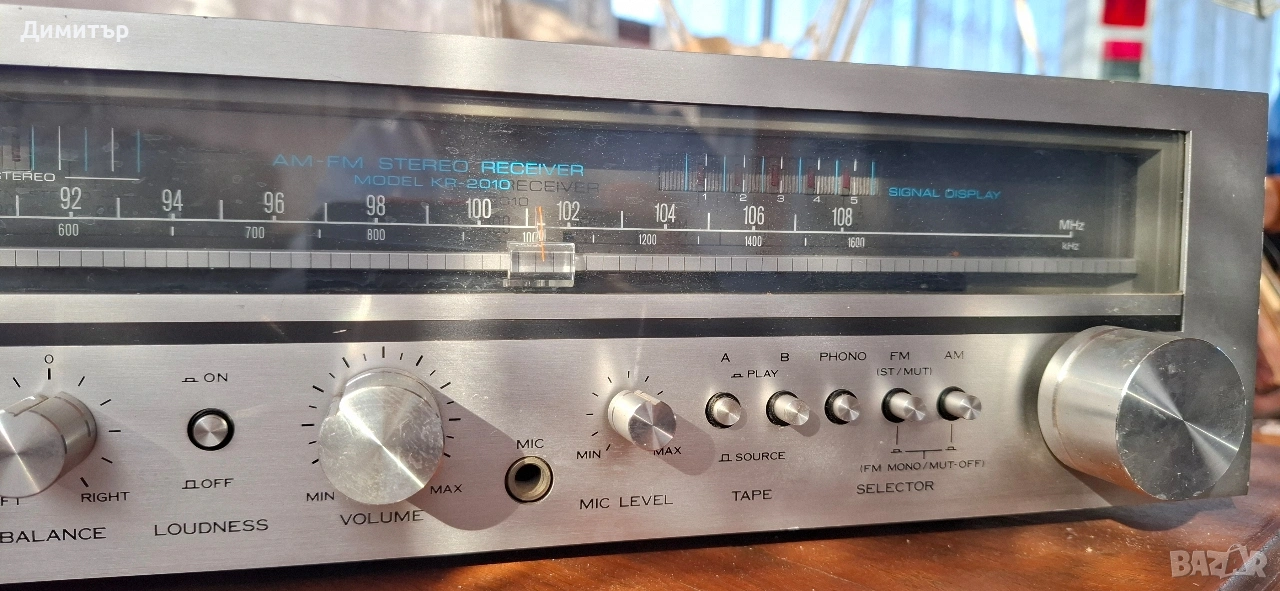 Димитър
AM-FM STEREO RECEIVER
MODEL KR-2010
STEREO
1 2 3 4 5
SIGNAL DISPLAY
92 94 96 98 100 102 104 106 108 MHz
600 700 800 1000 1200 1400 1600 kHz
0
ON
OFF
RIGHT
BALANCE
LOUDNESS
MIN MAX
VOLUME
MIC
MIN MAX
MIC LEVEL
A B
PLAY
SOURCE
TAPE
PHONO FM AM
(ST/MUT)
(FM MONO/MUT-OFF)
SELECTOR
BAZAR